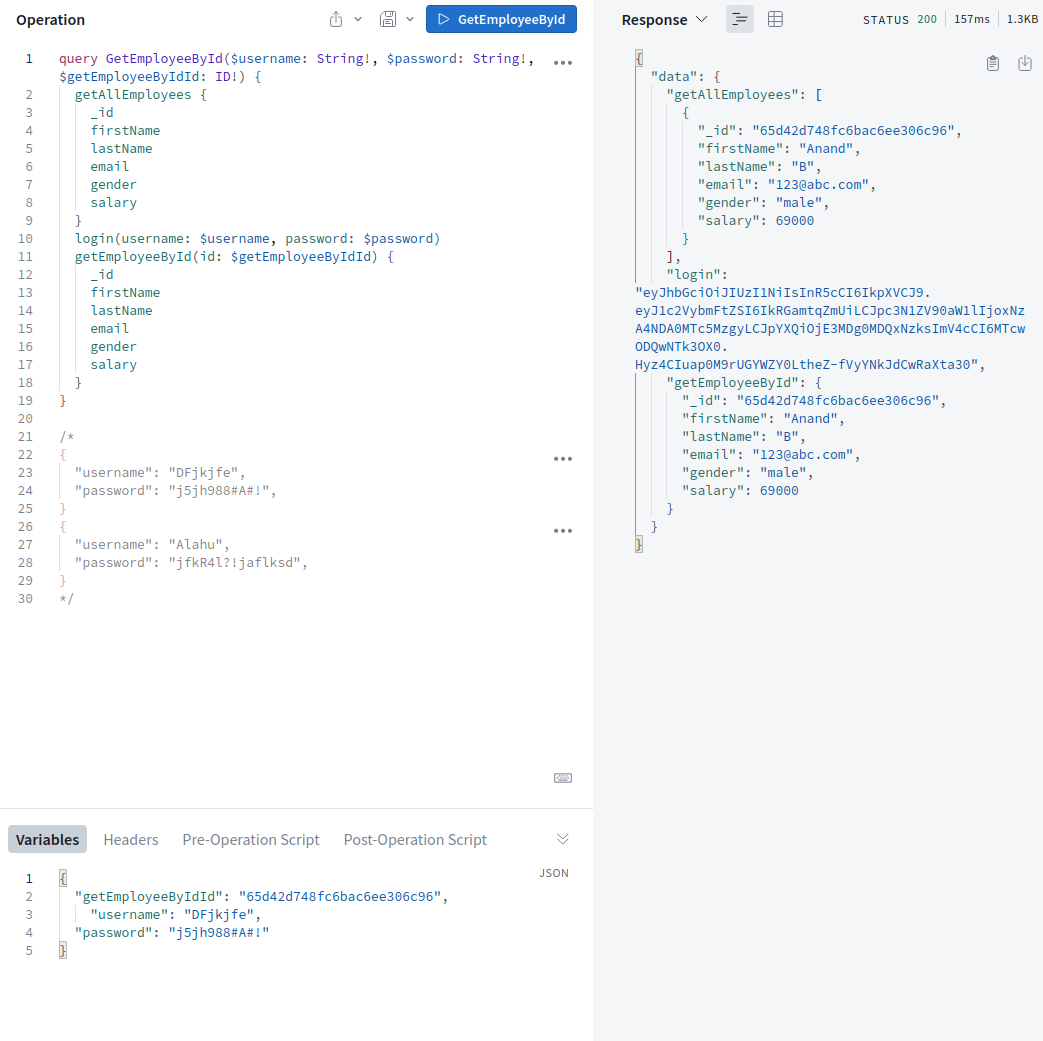 Operation
GetEmployeeById
1 query GetEmployeeById($username: String!, $password: String!,
$getEmployeeByIdId: ID!) {
2 getAllEmployees {
3 _id
4 firstName
5 lastName
6 email
7 gender
8 salary
9 }
10 login(username: $username, password: $password)
11 getEmployeeById(id: $getEmployeeByIdId) {
12 _id
13 firstName
14 lastName
15 email
16 gender
17 salary
18 }
19 }
20
21 /*
22 {
23 "username": "DFjkjfe",
24 "password": "j5jh988#A#!",
25 }
26 {
27 "username": "Alahu",
28 "password": "jfkR4l?!jaflksd",
29 }
30 */
Variables Headers Pre-Operation Script Post-Operation Script
JSON
1 {
2 "getEmployeeByIdId": "65d42d748fc6bac6ee306c96",
3 "username": "DFjkjfe",
4 "password": "j5jh988#A#!"
5 }
Response STATUS 200 157ms 1.3KB
{
"data": {
"getAllEmployees": [
{
"_id": "65d42d748fc6bac6ee306c96",
"firstName": "Anand",
"lastName": "B",
"email": "123@abc.com",
"gender": "male",
"salary": 69000
}
],
"login":
"eyJhbGciOiJIUzI1NiIsInR5cCI6IkpXVCJ9.
eyJ1c2VybmFtZSI6IkRGamtqZmUiLCJpc3N1ZV90aW1lIjoxNz
A4NDA0MTc5MzgyLCJpYXQiOjE3MDg0MDQxNzksImV4cCI6MTcw
ODQwNTk3OX0.
Hyz4CIuap0M9rUGYWZY0LtheZ-fVyYNkJdCwRaXta30",
"getEmployeeById": {
"_id": "65d42d748fc6bac6ee306c96",
"firstName": "Anand",
"lastName": "B",
"email": "123@abc.com",
"gender": "male",
"salary": 69000
}
}
}